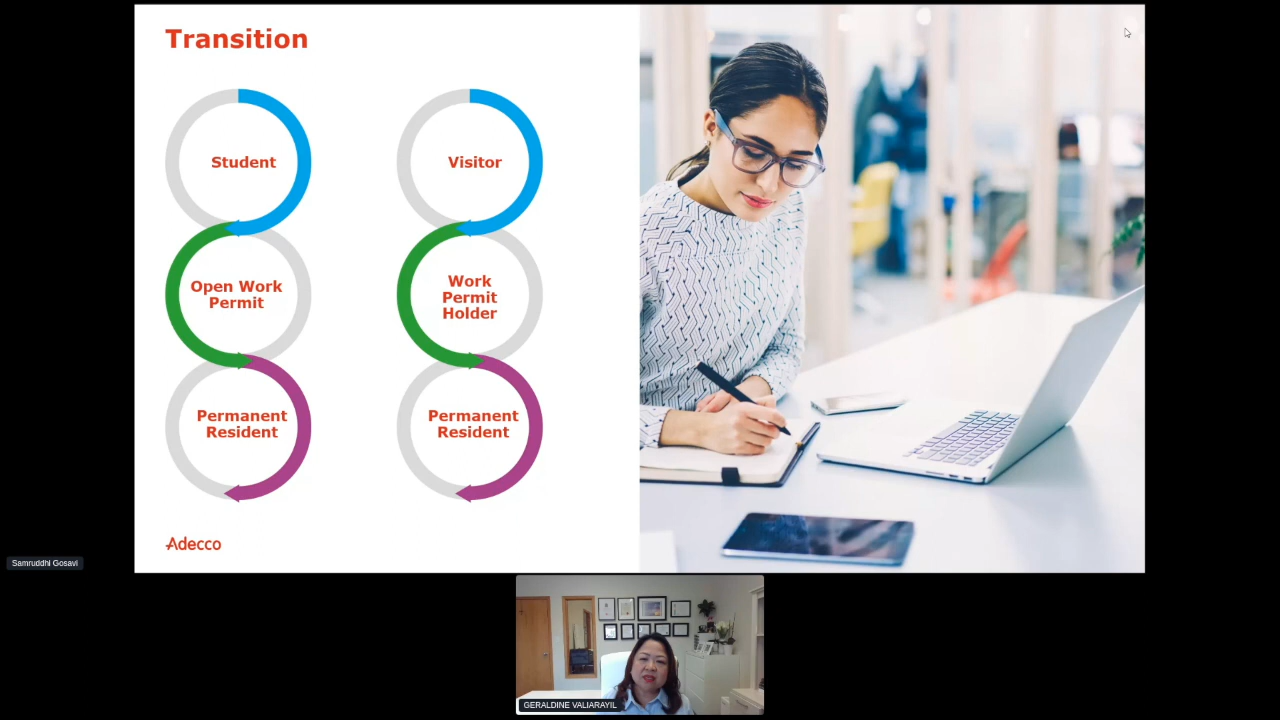 Transition
Student
Visitor
Open Work
Permit
Work
Permit
Holder
Permanent
Resident
Permanent
Resident
Adecco
Samruddhi Gosavi
GERALDINE VALIARAYIL